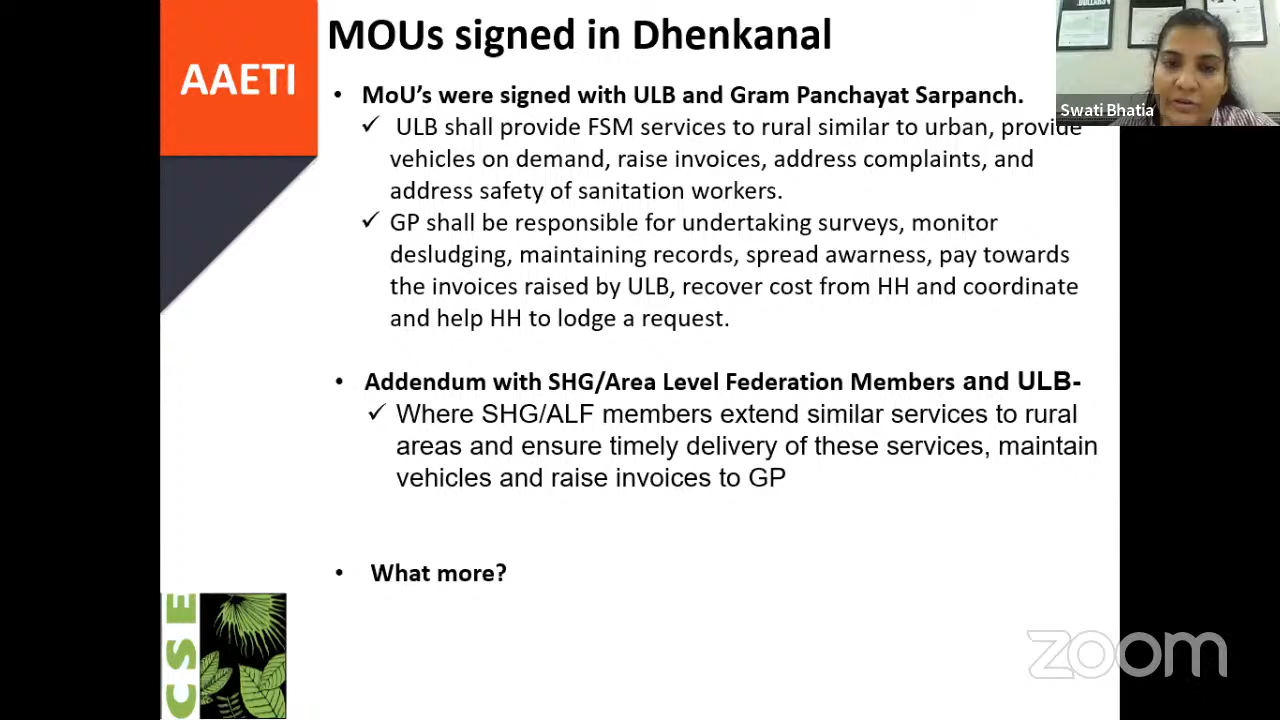 MOUs signed in Dhenkanal
AAETI
• MoU’s were signed with ULB and Gram Panchayat Sarpanch.
✓ ULB shall provide FSM services to rural similar to urban, provide
vehicles on demand, raise invoices, address complaints, and
address safety of sanitation workers.
✓ GP shall be responsible for undertaking surveys, monitor
desludging, maintaining records, spread awarness, pay towards
the invoices raised by ULB, recover cost from HH and coordinate
and help HH to lodge a request.
• Addendum with SHG/Area Level Federation Members and ULB-
✓ Where SHG/ALF members extend similar services to rural
areas and ensure timely delivery of these services, maintain
vehicles and raise invoices to GP
• What more?
CSE
Swati Bhatia
zoom